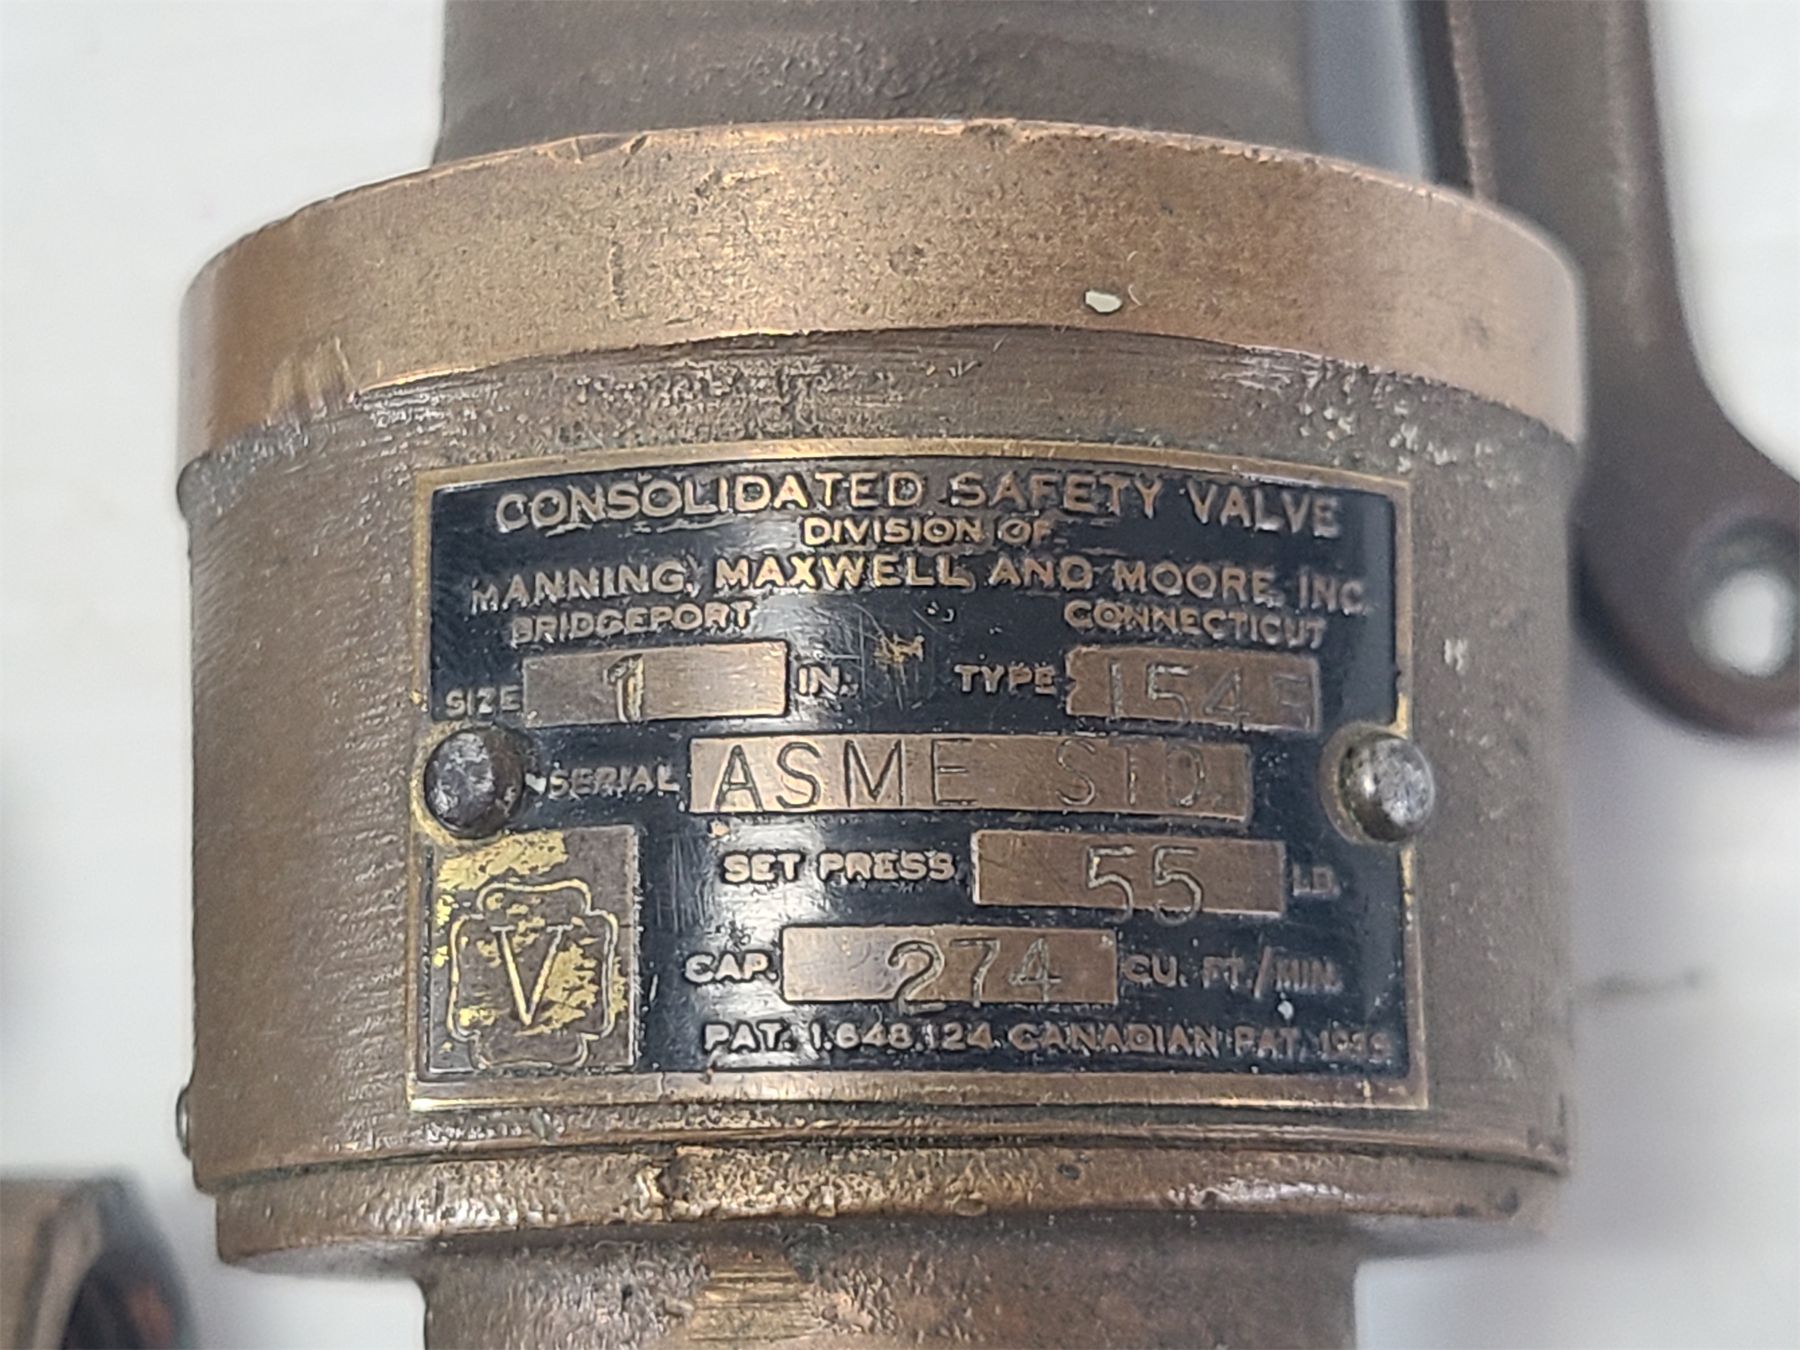 CONSOLIDATED SAFETY VALVE
DIVISION OF
MANNING, MAXWELL AND MOORE, INC.
BRIDGEPORT CONNECTICUT
SIZE 1 IN. TYPE
SERIAL ASME STD.
SET PRESS 55 LB.
V
CAP. 274 CU. FT./MIN.
PAT. 1.648.124. CANADIAN PAT.